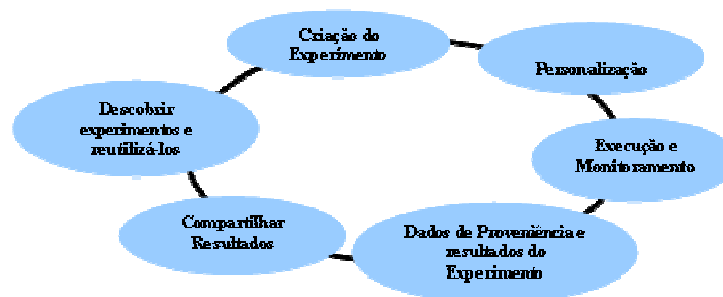 Criação do
Experimento
Personalização
Execução e
Monitoramento
Dados de Proveniência e
resultados do
Experimento
Compartilhar
Resultados
Descobrir
experimentos e
reutilizá-los